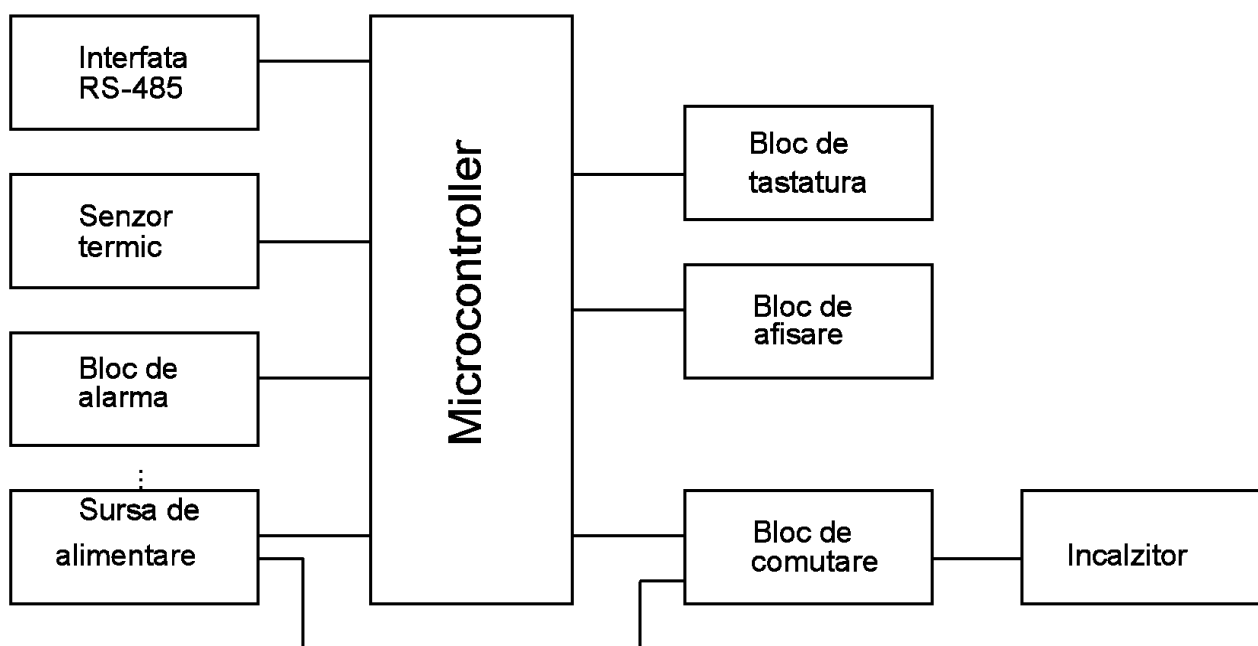 Interfata
RS-485
Senzor
termic
Bloc de
alarma
Sursa de
alimentare
Microcontroller
Bloc de
tastatura
Bloc de
afisare
Bloc de
comutare
Incalzitor